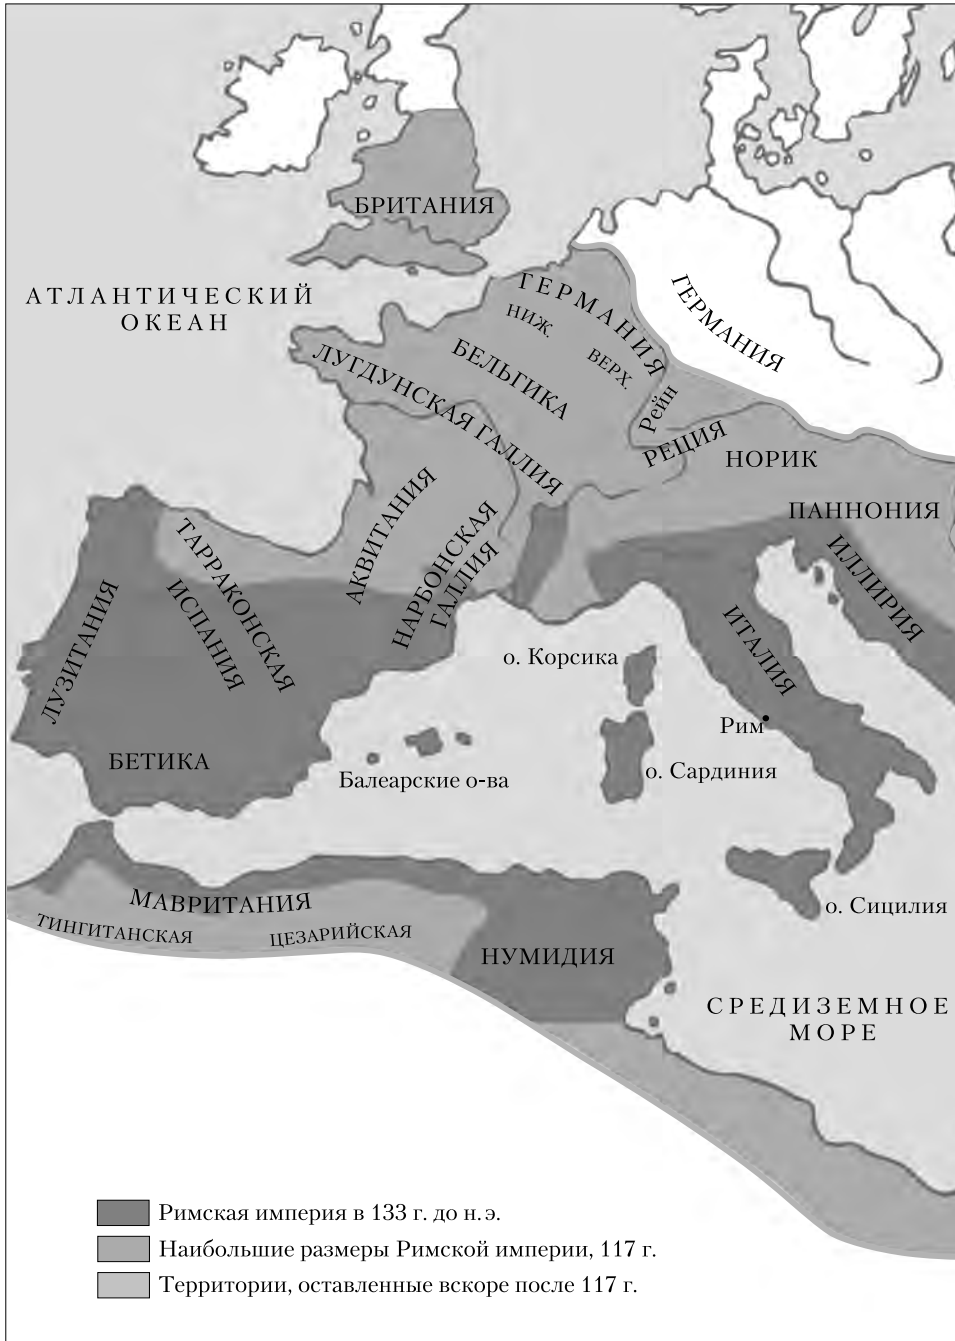 БРИТАНИЯ
АТЛАНТИЧЕСКИЙ
ОКЕАН
ГЕРМАНИЯ
НИЖ.
ВЕРХ.
ГЕРМАНИЯ
БЕЛЬГИКА
ЛУГДУНСКАЯ ГАЛЛИЯ
Рейн
РЕЦИЯ
НОРИК
ПАННОНИЯ
ИЛЛИРИЯ
АКВИТАНИЯ
НАРБОНСКАЯ
ГАЛЛИЯ
ТАРРАКОНСКАЯ
ИСПАНИЯ
ЛУЗИТАНИЯ
БЕТИКА
ИТАЛИЯ
о. Корсика
Рим
о. Сардиния
Балеарские о-ва
о. Сицилия
МАВРИТАНИЯ
ТИНГИТАНСКАЯ
ЦЕЗАРИЙСКАЯ
НУМИДИЯ
СРЕДИЗЕМНОЕ
МОРЕ
Римская империя в 133 г. до н. э.
Наибольшие размеры Римской империи, 117 г.
Территории, оставленные вскоре после 117 г.